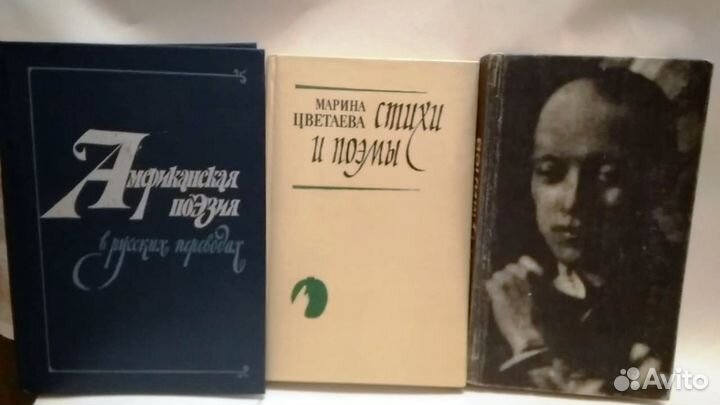 Американская
поэзия
в русских переводах
МАРИНА
ЦВЕТАЕВА
Стихи
и поэмы
Avito